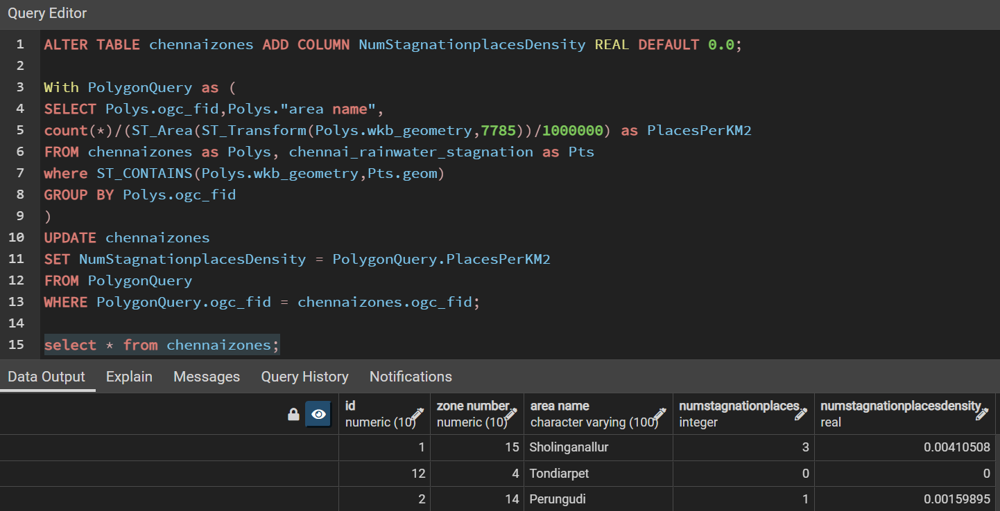 Query Editor
1 ALTER TABLE chennaizones ADD COLUMN NumStagnationplacesDensity REAL DEFAULT 0.0;
2
3 With PolygonQuery as (
4 SELECT Polys.ogc_fid,Polys."area name",
5 count(*)/(ST_Area(ST_Transform(Polys.wkb_geometry,7785))/1000000) as PlacesPerKM2
6 FROM chennaizones as Polys, chennai_rainwater_stagnation as Pts
7 where ST_CONTAINS(Polys.wkb_geometry,Pts.geom)
8 GROUP BY Polys.ogc_fid
9 )
10 UPDATE chennaizones
11 SET NumStagnationplacesDensity = PolygonQuery.PlacesPerKM2
12 FROM PolygonQuery
13 WHERE PolygonQuery.ogc_fid = chennaizones.ogc_fid;
14
15 select * from chennaizones;
Data Output Explain Messages Query History Notifications
id zone number area name numstagnationplaces numstagnationplacesdensity
numeric (10) numeric (10) character varying (100) integer real
1 15 Sholinganallur 3 0.00410508
12 4 Tondiarpet 0 0
2 14 Perungudi 1 0.00159895